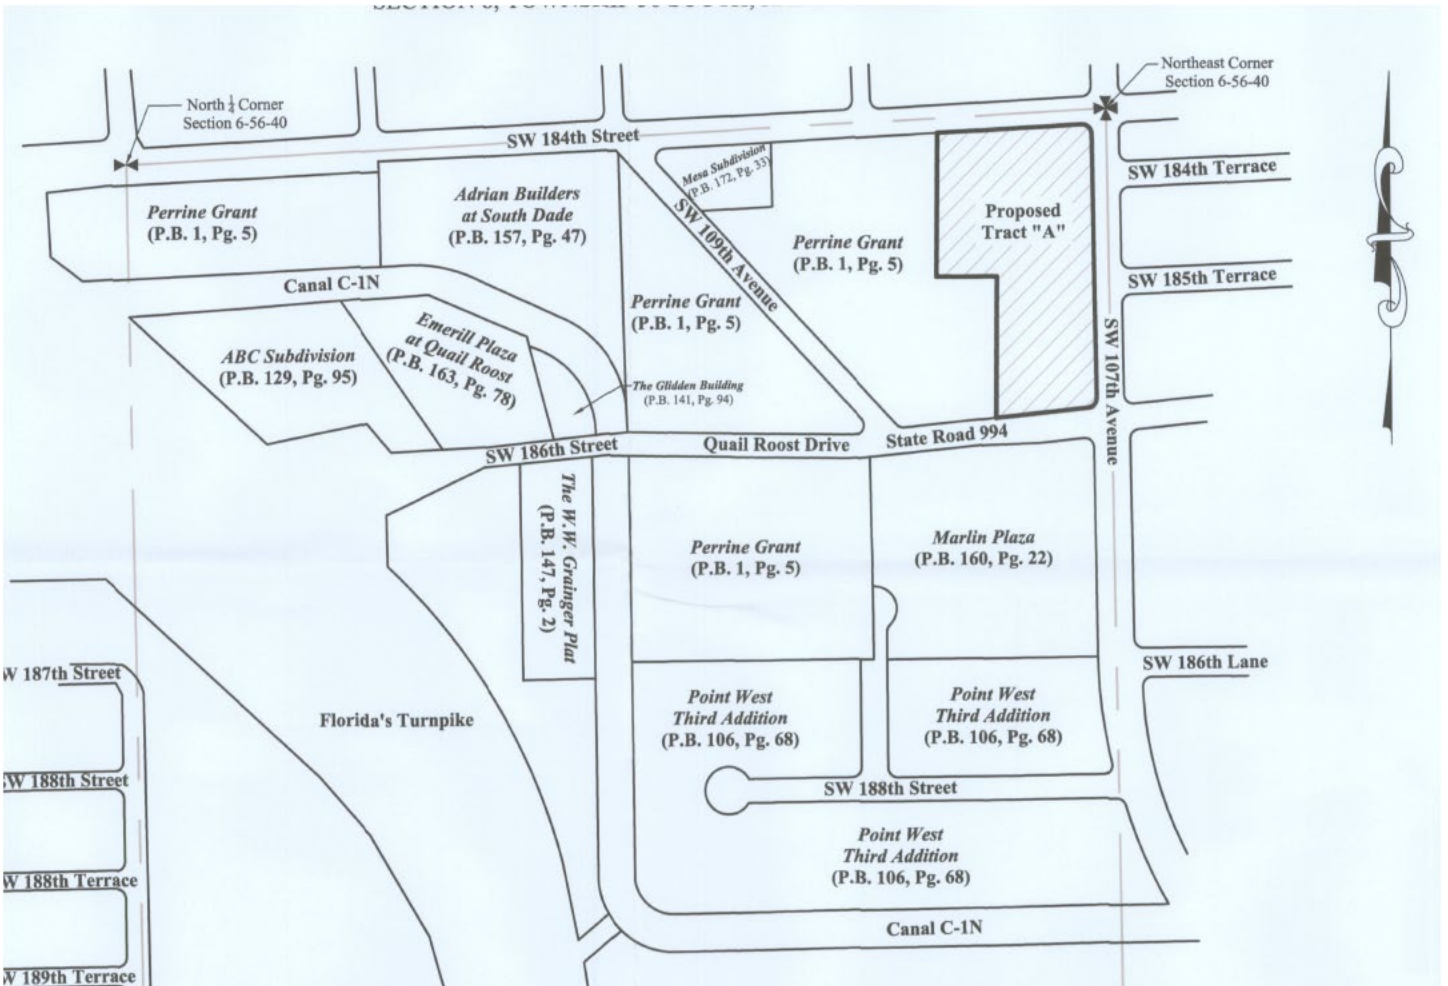 Northeast Corner
Section 6-56-40
North ¼ Corner
Section 6-56-40
SW 184th Street
Mesa Subdivision
(P.B. 172, Pg. 33)
SW 184th Terrace
Perrine Grant
(P.B. 1, Pg. 5)
Adrian Builders
at South Dade
(P.B. 157, Pg. 47)
SW 109th Avenue
Perrine Grant
(P.B. 1, Pg. 5)
Proposed
Tract "A"
SW 185th Terrace
Canal C-1N
Perrine Grant
(P.B. 1, Pg. 5)
SW 107th Avenue
ABC Subdivision
(P.B. 129, Pg. 95)
Emerill Plaza
at Quail Roost
(P.B. 163, Pg. 78)
The Glidden Building
(P.B. 141, Pg. 94)
SW 186th Street
Quail Roost Drive
State Road 994
The W.W. Grainger Plat
(P.B. 147, Pg. 2)
Perrine Grant
(P.B. 1, Pg. 5)
Marlin Plaza
(P.B. 160, Pg. 22)
SW 186th Lane
W 187th Street
Florida's Turnpike
Point West
Third Addition
(P.B. 106, Pg. 68)
Point West
Third Addition
(P.B. 106, Pg. 68)
SW 188th Street
SW 188th Street
Point West
Third Addition
(P.B. 106, Pg. 68)
W 188th Terrace
Canal C-1N
W 189th Terrace